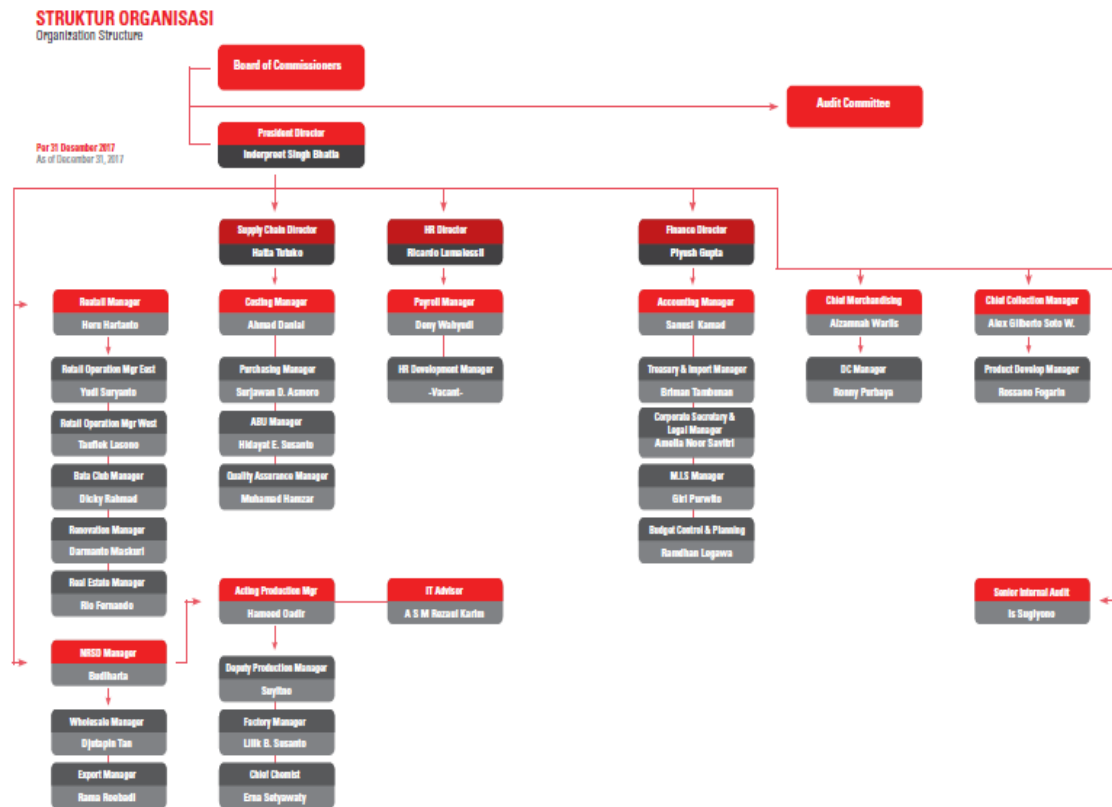 STRUKTUR ORGANISASI
Organization Structure
Board of Commissioners
Audit Committee
President Director
Inderpreet Singh Bhatia
Per 31 Desember 2017
As of December 31, 2017
Supply Chain Director
Hatta Tutuko
HR Director
Ricardo Lumalessil
Finance Director
Piyush Gupta
Reatail Manager
Heru Hartanto
Costing Manager
Ahmad Danial
Payroll Manager
Deny Wahyudi
Accounting Manager
Sanusi Kamad
Chief Merchandising
Aizamnah Warlis
Chief Collection Manager
Alex Gilberto Soto W.
Retail Operation Mgr East
Yudi Suryanto
Purchasing Manager
Surjawan D. Asmoro
HR Development Manager
-Vacant-
Treasury & Import Manager
Briman Tambunan
DC Manager
Ronny Purbaya
Product Develop Manager
Rossano Fogarin
Retail Operation Mgr West
Taufiek Lasono
ABU Manager
Hidayat E. Susanto
Corporate Secretary &
Legal Manager
Amelia Noor Savitri
Bata Club Manager
Dicky Rahmad
Quality Assurance Manager
Muhamad Hamzar
M.I.S Manager
Giri Purwito
Renovation Manager
Darmanto Maskuri
Budget Control & Planning
Ramdhan Logawa
Real Estate Manager
Rio Fernando
Acting Production Mgr
Hameed Qadir
IT Advisor
A S M Rezaul Karim
Senior Internal Audit
Is Sugiyono
NRSD Manager
Budiharta
Deputy Production Manager
Suyitno
Wholesale Manager
Djutapin Tan
Factory Manager
Lilik B. Susanto
Export Manager
Rama Roebudi
Chief Chemist
Erna Setyawaty